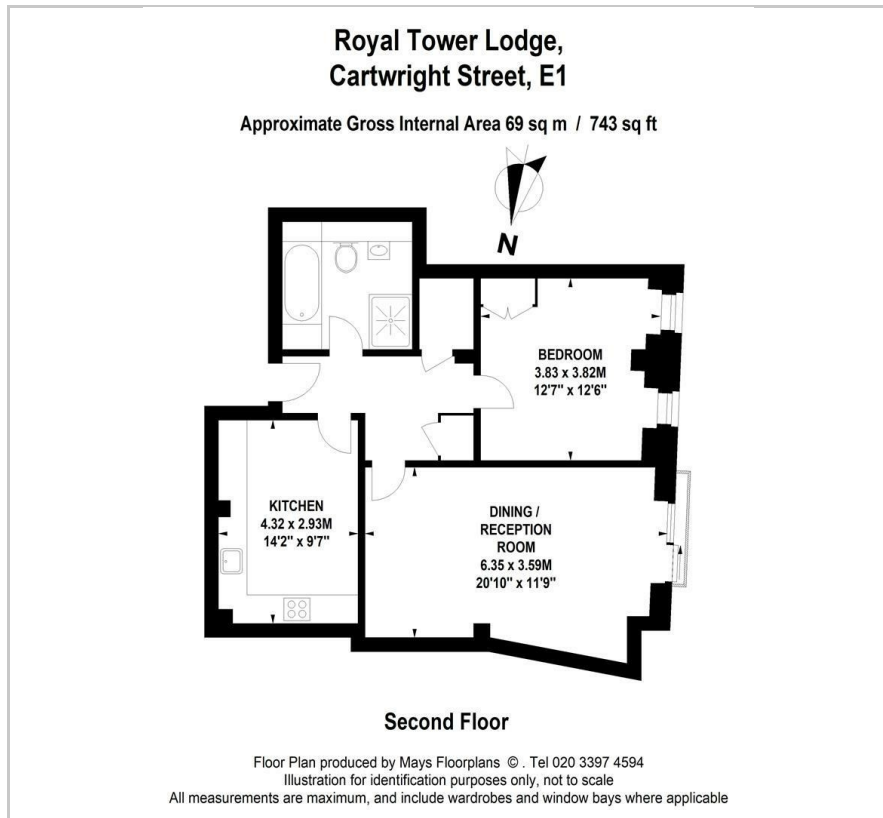 Royal Tower Lodge,
Cartwright Street, E1
Approximate Gross Internal Area 69 sq m / 743 sq ft
N
BEDROOM
3.83 x 3.82M
12'7" x 12'6"
KITCHEN
4.32 x 2.93M
14'2" x 9'7"
DINING /
RECEPTION
ROOM
6.35 x 3.59M
20'10" x 11'9"
Second Floor
Floor Plan produced by Mays Floorplans © . Tel 020 3397 4594
Illustration for identification purposes only, not to scale
All measurements are maximum, and include wardrobes and window bays where applicable